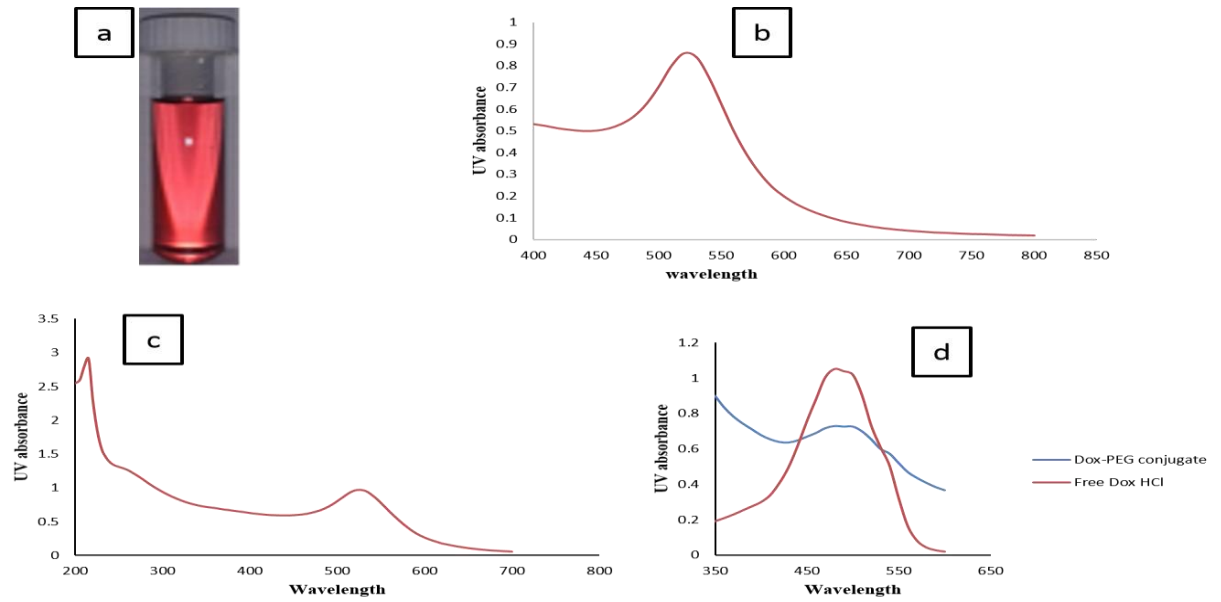 a
b
UV absorbance
1
0.9
0.8
0.7
0.6
0.5
0.4
0.3
0.2
0.1
0
400 450 500 550 600 650 700 750 800 850
wavelength
c
UV absorbance
3.5
3
2.5
2
1.5
1
0.5
0
200 300 400 500 600 700 800
Wavelength
d
UV absorbance
1.2
1
0.8
0.6
0.4
0.2
0
350 450 550 650
Wavelength
Dox-PEG conjugate
Free Dox HCl